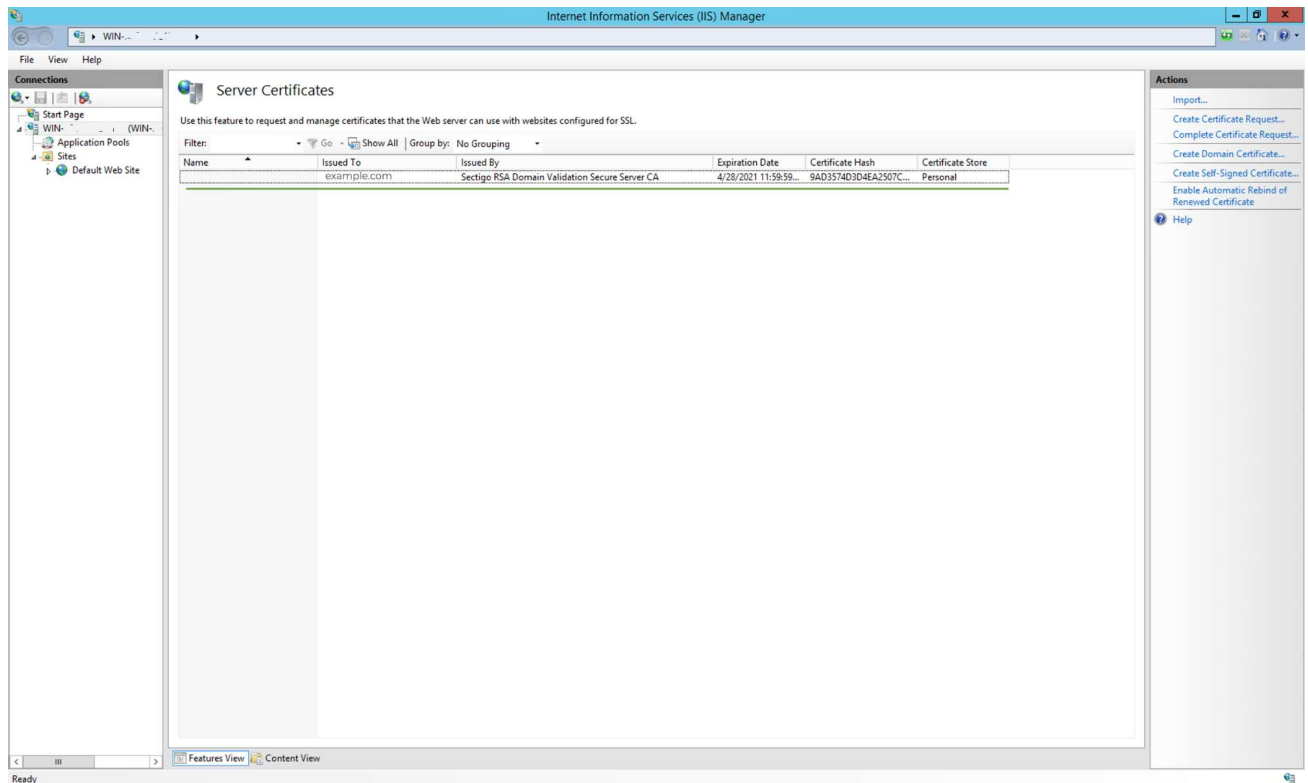 Internet Information Services (IIS) Manager
WIN-
File View Help
Connections
Start Page
WIN- (WIN-.
Application Pools
Sites
Default Web Site
Server Certificates
Use this feature to request and manage certificates that the Web server can use with websites configured for SSL.
Filter: Go Show All Group by: No Grouping
Name Issued To Issued By Expiration Date Certificate Hash Certificate Store
example.com Sectigo RSA Domain Validation Secure Server CA 4/28/2021 11:59:59... 9AD3574D3D4EA2507C... Personal
Features View Content View
Ready
Actions
Import...
Create Certificate Request...
Complete Certificate Request...
Create Domain Certificate...
Create Self-Signed Certificate...
Enable Automatic Rebind of
Renewed Certificate
Help